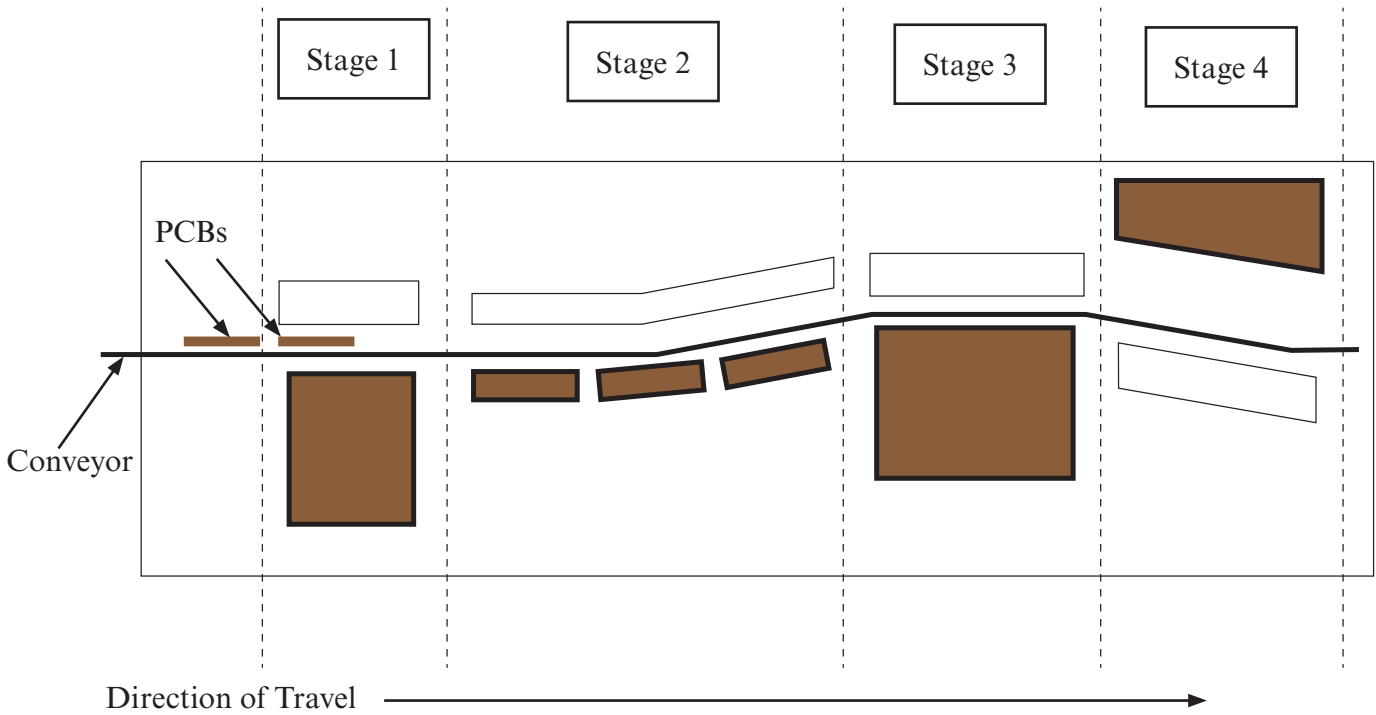 Stage 1
Stage 2
Stage 3
Stage 4
PCBs
Conveyor
Direction of Travel